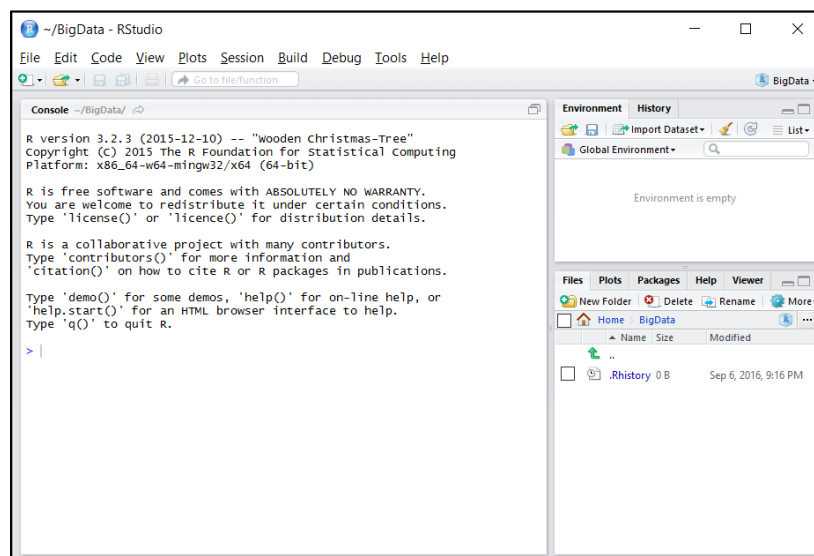 ~/BigData - RStudio
File Edit Code View Plots Session Build Debug Tools Help
Go to file/function
BigData
Console ~/BigData/
R version 3.2.3 (2015-12-10) -- "Wooden Christmas-Tree"
Copyright (C) 2015 The R Foundation for Statistical Computing
Platform: x86_64-w64-mingw32/x64 (64-bit)
R is free software and comes with ABSOLUTELY NO WARRANTY.
You are welcome to redistribute it under certain conditions.
Type 'license()' or 'licence()' for distribution details.
R is a collaborative project with many contributors.
Type 'contributors()' for more information and
'citation()' on how to cite R or R packages in publications.
Type 'demo()' for some demos, 'help()' for on-line help, or
'help.start()' for an HTML browser interface to help.
Type 'q()' to quit R.
>
Environment History
Import Dataset List
Global Environment
Environment is empty
Files Plots Packages Help Viewer
New Folder Delete Rename More
Home BigData ...
Name Size Modified
..
.Rhistory 0 B Sep 6, 2016, 9:16 PM